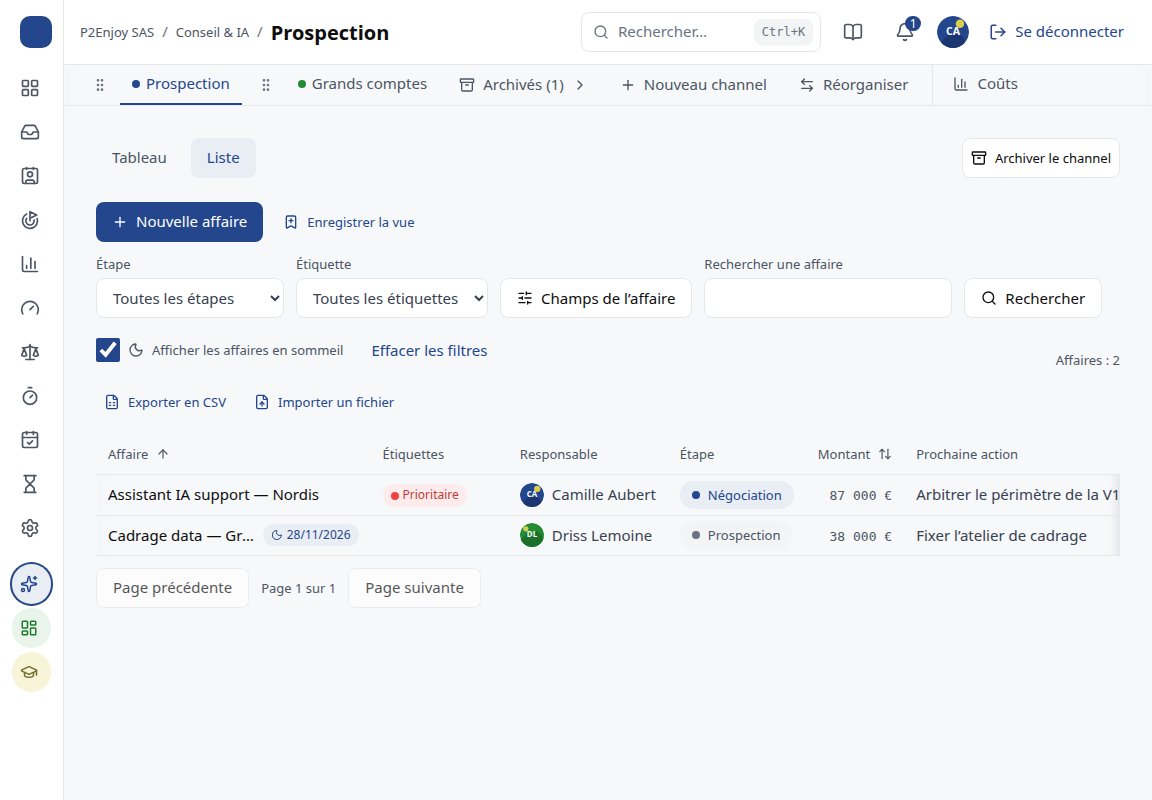 P2Enjoy SAS / Conseil & IA / Prospection
Rechercher... Ctrl+K
1
CA
Se déconnecter
Prospection
Grands comptes
Archivés (1)
Nouveau channel
Réorganiser
Coûts
Tableau
Liste
Archiver le channel
Nouvelle affaire
Enregistrer la vue
Étape
Étiquette
Rechercher une affaire
Toutes les étapes
Toutes les étiquettes
Champs de l’affaire
Rechercher
Afficher les affaires en sommeil
Effacer les filtres
Affaires : 2
Exporter en CSV
Importer un fichier
Affaire Étiquettes Responsable Étape Montant Prochaine action
Assistant IA support — Nordis Prioritaire CA Camille Aubert Négociation 87 000 € Arbitrer le périmètre de la V1
Cadrage data — Gr... 28/11/2026 DL Driss Lemoine Prospection 38 000 € Fixer l’atelier de cadrage
Page précédente
Page 1 sur 1
Page suivante